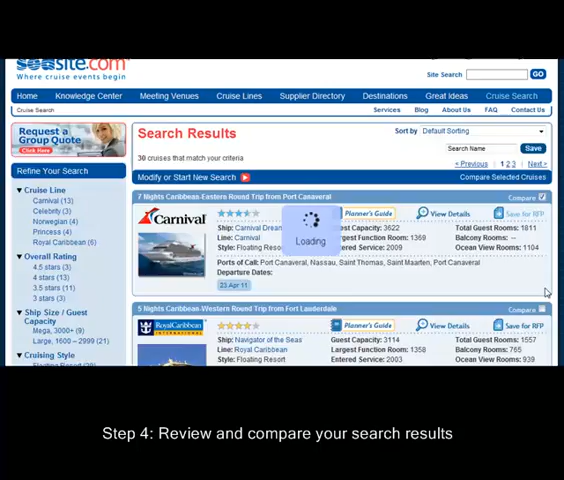 seasite.com
Where cruise events begin
Site Search GO
Home Knowledge Center Meeting Venues Cruise Lines Supplier Directory Destinations Great Ideas Cruise Search
Cruise Search Services Blog About Us FAQ Contact Us
Request a
Group Quote
Click Here
Search Results
Sort by Default Sorting
30 cruises that match your criteria
Search Name Save
< Previous 1 2 3 Next >
Refine Your Search
Modify or Start New Search
Compare Selected Cruises
Cruise Line
Carnival (13)
Celebrity (3)
Norwegian (4)
Princess (4)
Royal Caribbean (6)
Overall Rating
4.5 stars (3)
4 stars (13)
3.5 stars (11)
3 stars (3)
Ship Size / Guest
Capacity
Mega, 3000+ (9)
Large, 1600 – 2999 (21)
Cruising Style
7 Nights Caribbean-Eastern Round Trip from Port Canaveral Compare
Carnival
Planner's Guide View Details Save for RFP
Loading
Ship: Carnival Dream Guest Capacity: 3622 Total Guest Rooms: 1811
Line: Carnival Largest Function Room: 1369 Balcony Rooms: --
Style: Floating Resort Entered Service: 2009 Ocean View Rooms: 1104
Ports of Call: Port Canaveral, Nassau, Saint Thomas, Saint Maarten, Port Canaveral
Departure Dates:
23 Apr 11
5 Nights Caribbean-Western Round Trip from Fort Lauderdale Compare
RoyalCaribbean
INTERNATIONAL
Planner's Guide View Details Save for RFP
Ship: Navigator of the Seas Guest Capacity: 3114 Total Guest Rooms: 1557
Line: Royal Caribbean Largest Function Room: 1358 Balcony Rooms: 765
Style: Floating Resort Entered Service: 2003 Ocean View Rooms: 939
Step 4: Review and compare your search results